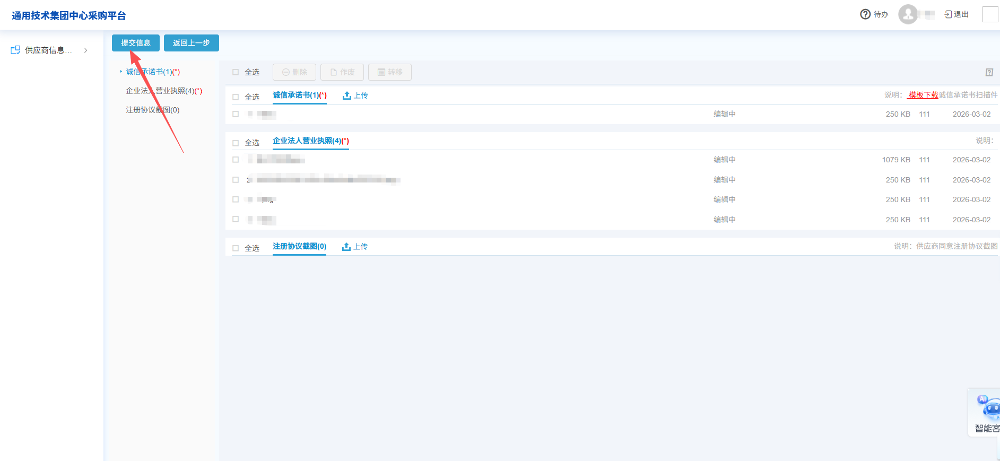 通用技术集团中心采购平台
待办
退出
供应商信息...
提交信息
返回上一步
诚信承诺书(1)(*)
企业法人营业执照(4)(*)
注册协议截图(0)
全选
删除
作废
转移
全选
诚信承诺书(1)(*)
上传
说明：
模板下载诚信承诺书扫描件
编辑中
250 KB
111
2026-03-02
全选
企业法人营业执照(4)(*)
说明：
编辑中
1079 KB
111
2026-03-02
编辑中
250 KB
111
2026-03-02
编辑中
250 KB
111
2026-03-02
编辑中
250 KB
111
2026-03-02
全选
注册协议截图(0)
上传
说明：供应商同意注册协议截图
AI
智能客